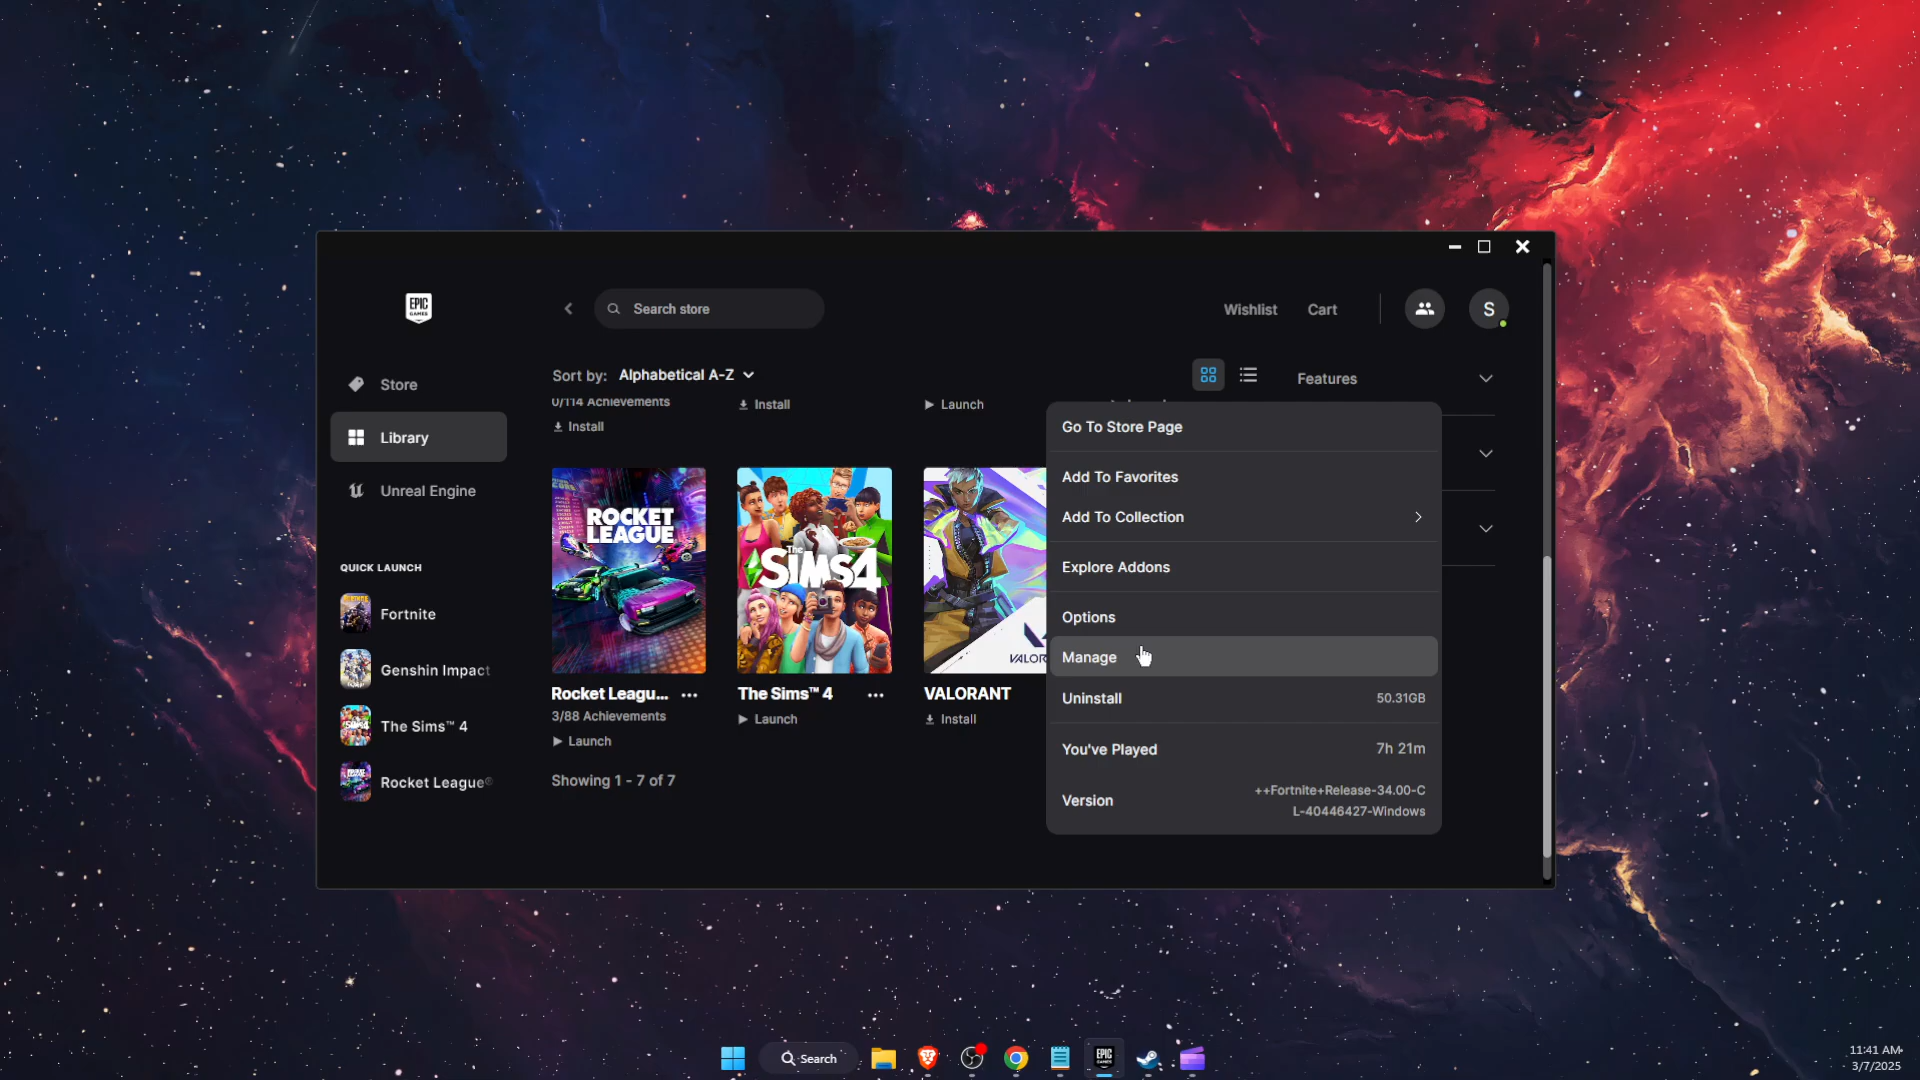 EPIC
GAMES
Search store
Wishlist
Cart
S
Store
Library
Unreal Engine
QUICK LAUNCH
Fortnite
Genshin Impact
The Sims™ 4
Rocket League®
Sort by: Alphabetical A-Z
Features
0/114 Achievements
Install
Install
Launch
ROCKET
LEAGUE
The
SIMS4
VALOR
Rocket Leagu...
3/88 Achievements
Launch
The Sims™ 4
Launch
VALORANT
Install
Showing 1 - 7 of 7
Go To Store Page
Add To Favorites
Add To Collection
Explore Addons
Options
Manage
Uninstall 50.31GB
You've Played 7h 21m
Version ++Fortnite+Release-34.00-C
L-40446427-Windows
Search
EPIC
GAMES
11:41 AM
3/7/2025